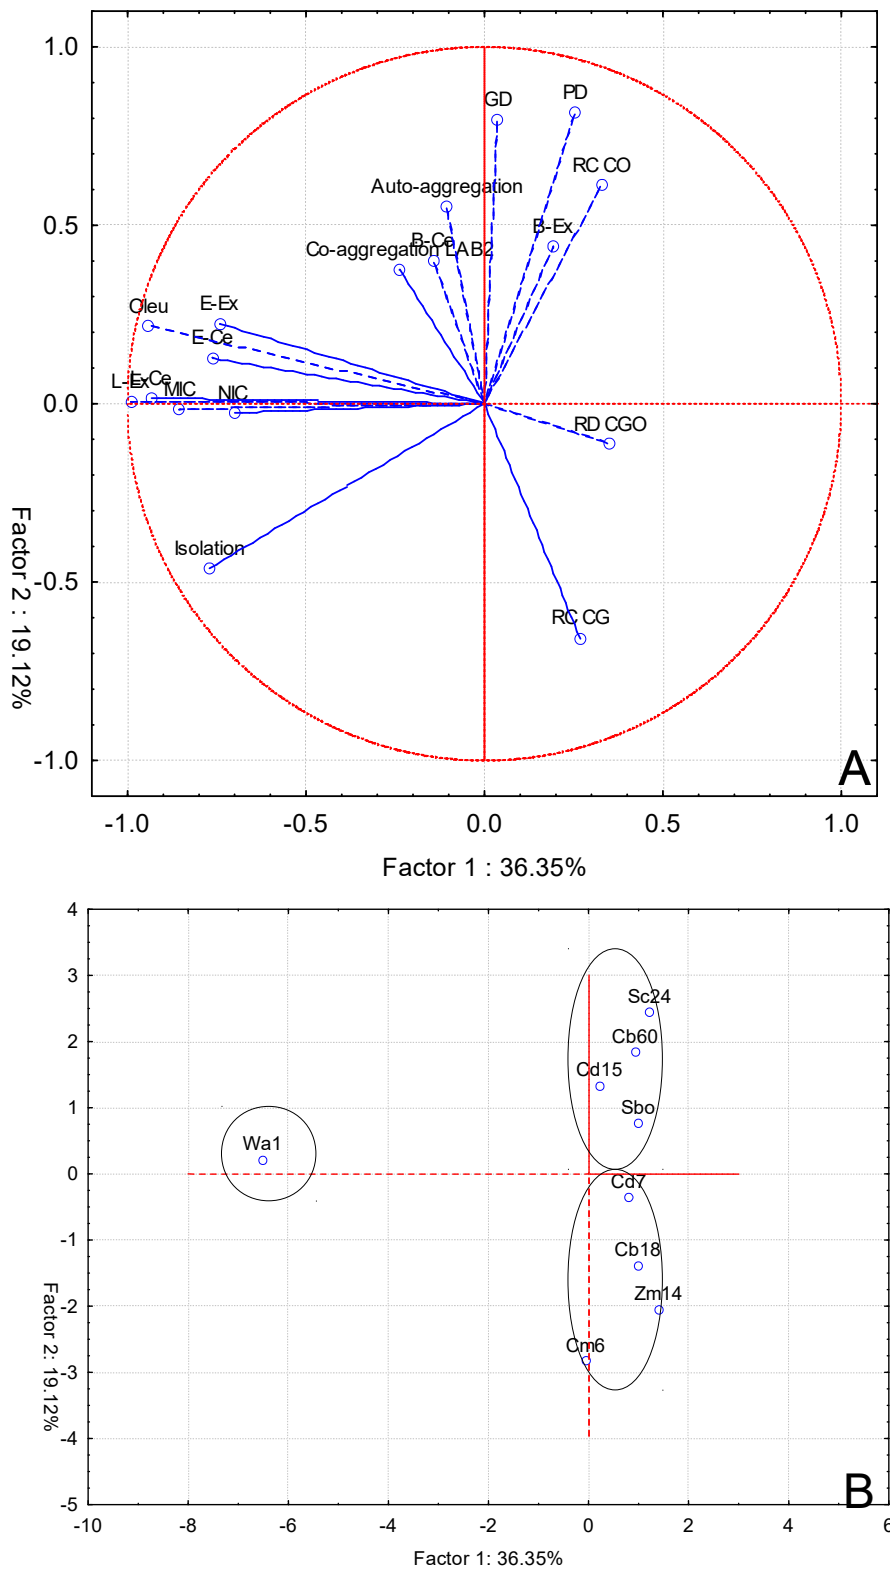 1.0
GD
PD
RC CO
Auto-aggregation
0.5
B-Ex
B-Ce
Co-aggregation LAB2
E-Ex
Oleu
E-Ce
L-Ce
L-Ex
MIC
NIC
0.0
RD CGO
Isolation
-0.5
RC CG
-1.0
A
-1.0 -0.5 0.0 0.5 1.0
Factor 1 : 36.35%
Factor 2 : 19.12%
4
3
Sc24
2
Cb60
Cd15
1
Sbo
Wa1
0
Cd7
-1
Cb18
Zm14
-2
Cm6
-3
-4
B
-5
-10 -8 -6 -4 -2 0 2 4 6
Factor 1: 36.35%
Factor 2: 19.12%